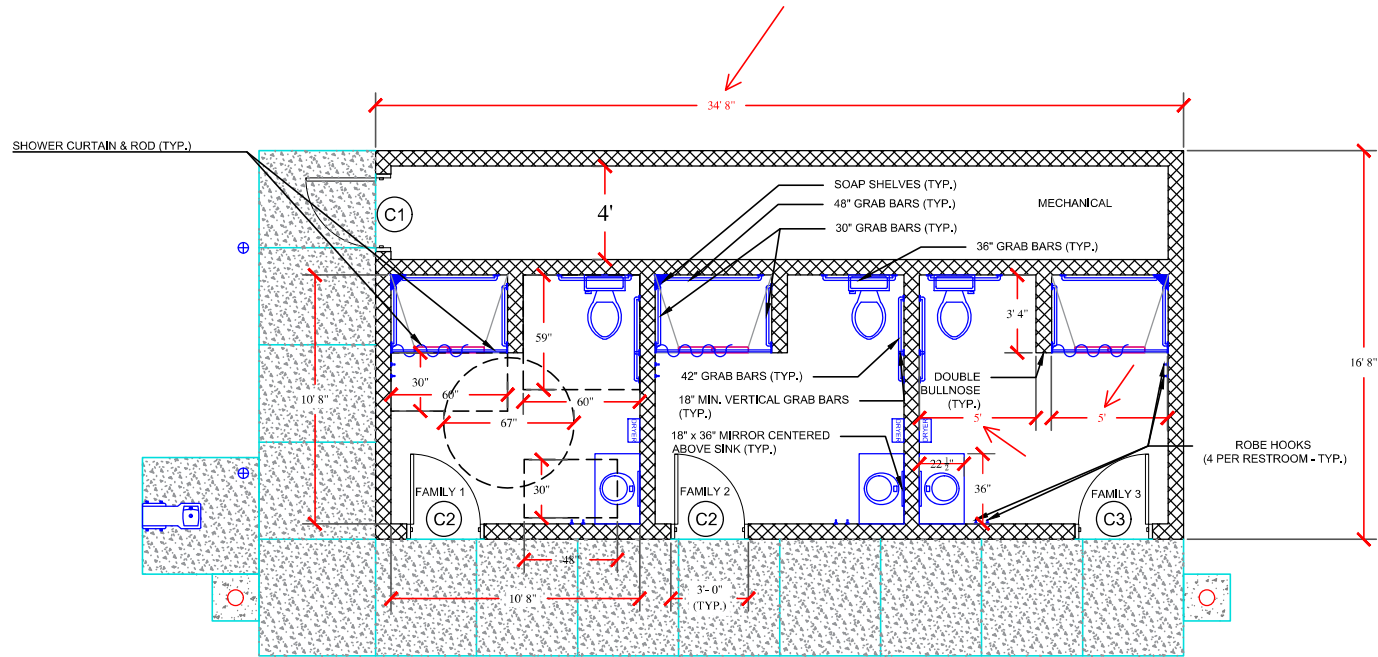 34' 8"
SHOWER CURTAIN & ROD (TYP.)
SOAP SHELVES (TYP.)
48" GRAB BARS (TYP.)
MECHANICAL
C1
4'
30" GRAB BARS (TYP.)
36" GRAB BARS (TYP.)
59"
3' 4"
16' 8"
30"
60"
60"
42" GRAB BARS (TYP.)
DOUBLE
BULLNOSE
(TYP.)
10' 8"
67"
18" MIN. VERTICAL GRAB BARS
(TYP.)
5'
5'
DRYER
18" x 36" MIRROR CENTERED
ABOVE SINK (TYP.)
DRYER
DRYER
ROBE HOOKS
(4 PER RESTROOM - TYP.)
22 1/2"
30"
36"
FAMILY 1
C2
FAMILY 2
C2
FAMILY 3
C3
48"
10' 8"
3'- 0"
(TYP.)